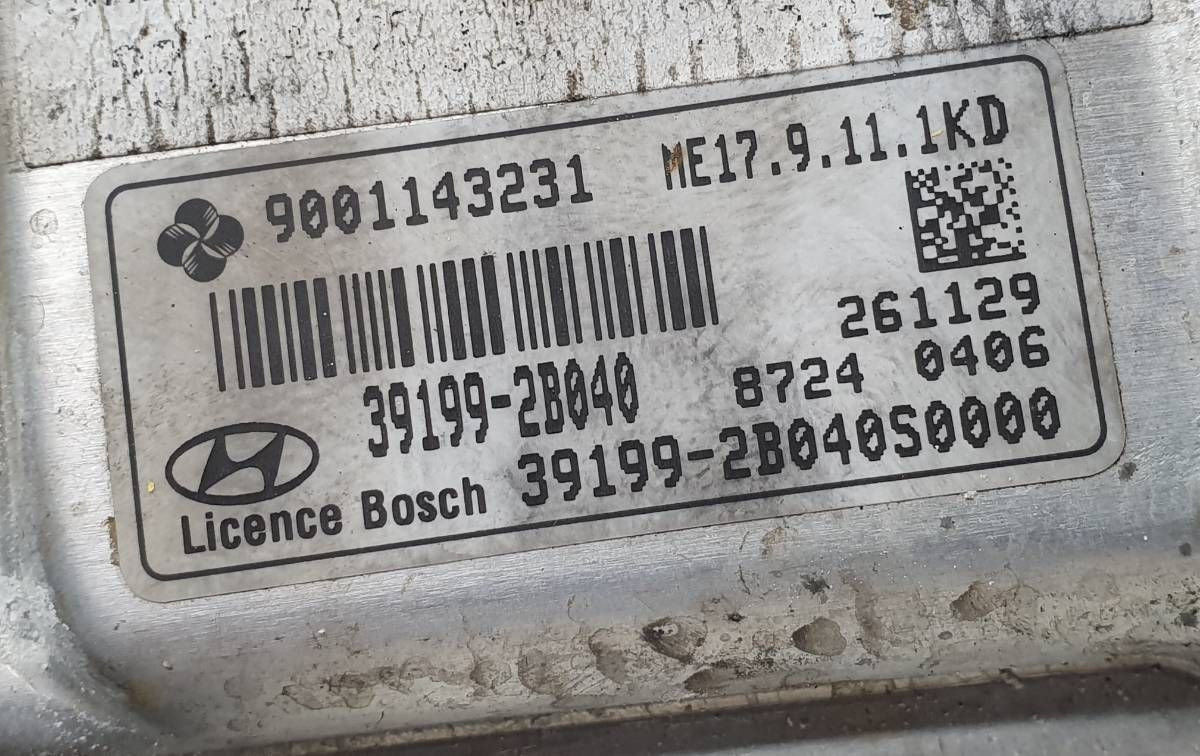 9001143231 ME17.9.11.1KD
261129
39199-2B040 8724 0406
Licence Bosch 39199-2B040S0000